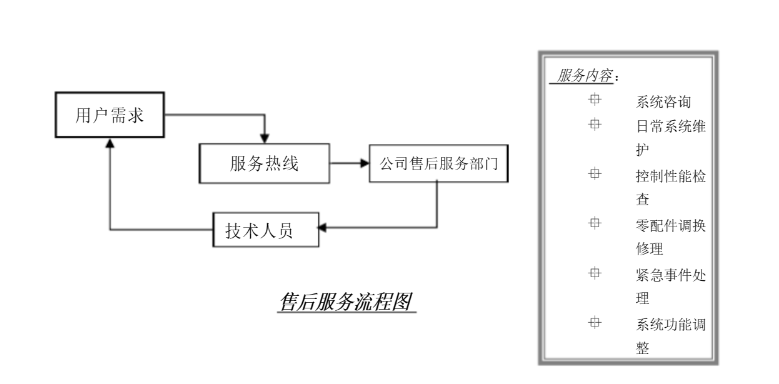 用户需求
服务热线
公司售后服务部门
技术人员
售后服务流程图
服务内容：
系统咨询
日常系统维
护
控制性能检
查
零配件调换
修理
紧急事件处
理
系统功能调
整